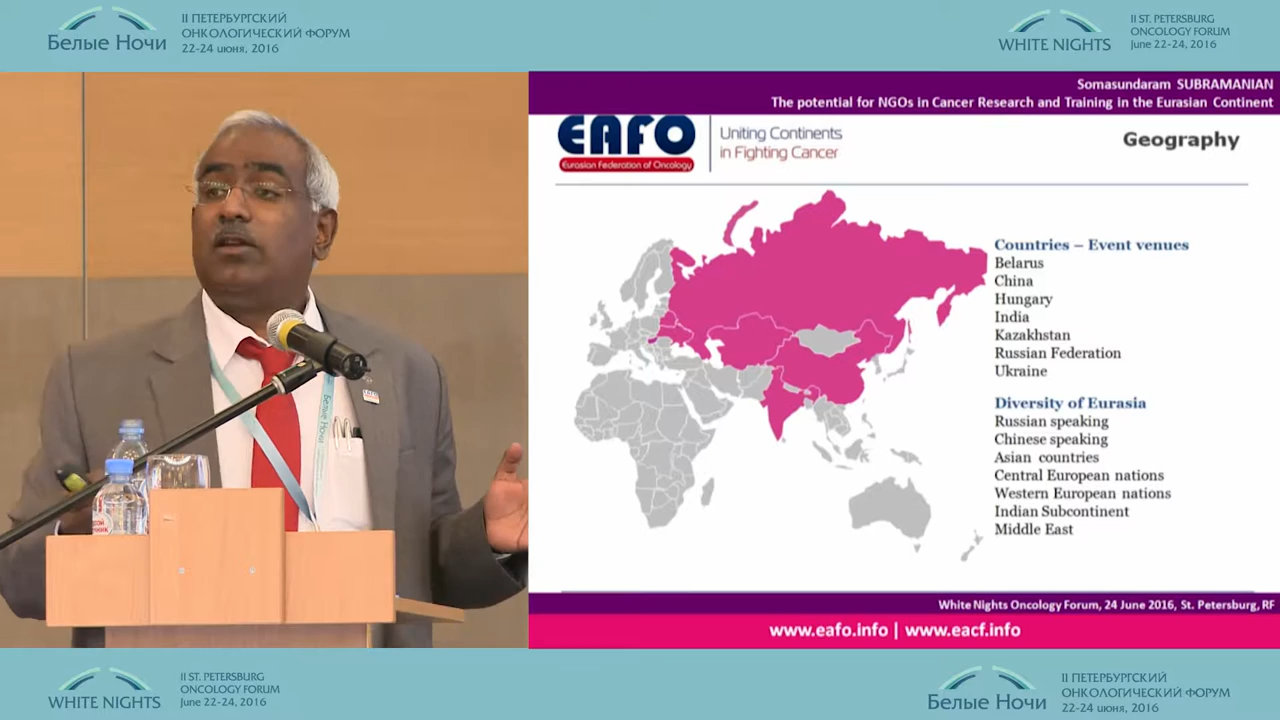 Белые Ночи
II ПЕТЕРБУРГСКИЙ
ОНКОЛОГИЧЕСКИЙ ФОРУМ
22-24 июня, 2016
WHITE NIGHTS
II ST. PETERSBURG
ONCOLOGY FORUM
June 22-24, 2016
Somasundaram SUBRAMANIAN
The potential for NGOs in Cancer Research and Training in the Eurasian Continent
EAFO
Eurasian Federation of Oncology
Uniting Continents
in Fighting Cancer
Geography
Countries – Event venues
Belarus
China
Hungary
India
Kazakhstan
Russian Federation
Ukraine
Diversity of Eurasia
Russian speaking
Chinese speaking
Asian countries
Central European nations
Western European nations
Indian Subcontinent
Middle East
White Nights Oncology Forum, 24 June 2016, St. Petersburg, RF
www.eafo.info | www.eacf.info
Белые Ночи
EAFO
WHITE NIGHTS
II ST. PETERSBURG
ONCOLOGY FORUM
June 22-24, 2016
Белые Ночи
II ПЕТЕРБУРГСКИЙ
ОНКОЛОГИЧЕСКИЙ ФОРУМ
22-24 июня, 2016